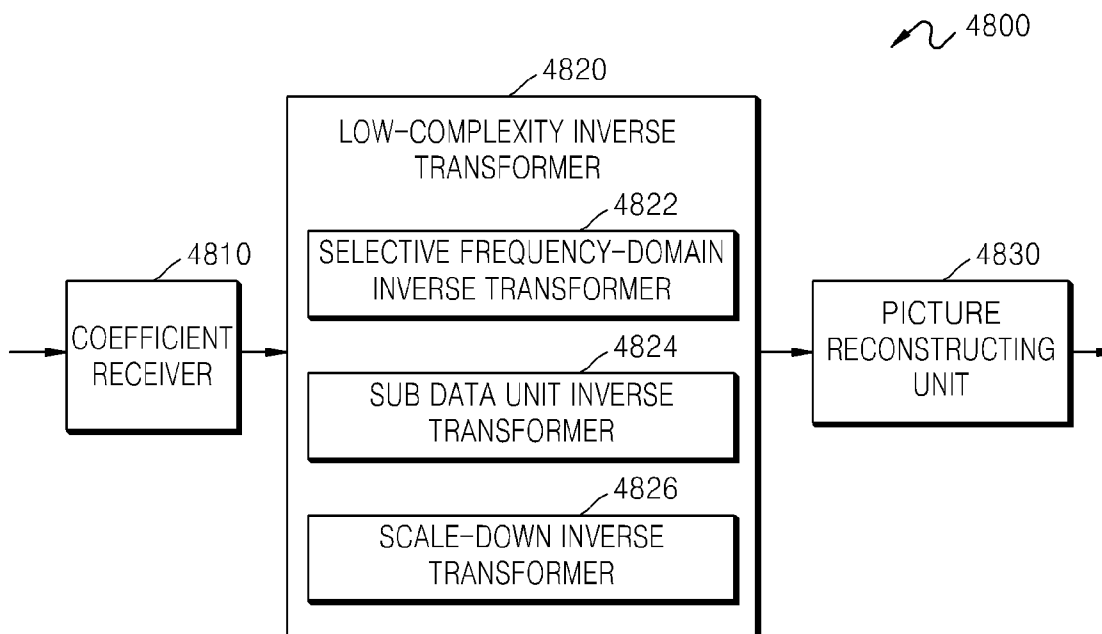 4800
4820
LOW-COMPLEXITY INVERSE
TRANSFORMER
4822
SELECTIVE FREQUENCY-DOMAIN
INVERSE TRANSFORMER
4810
COEFFICIENT
RECEIVER
4824
SUB DATA UNIT INVERSE
TRANSFORMER
4826
SCALE-DOWN INVERSE
TRANSFORMER
4830
PICTURE
RECONSTRUCTING
UNIT